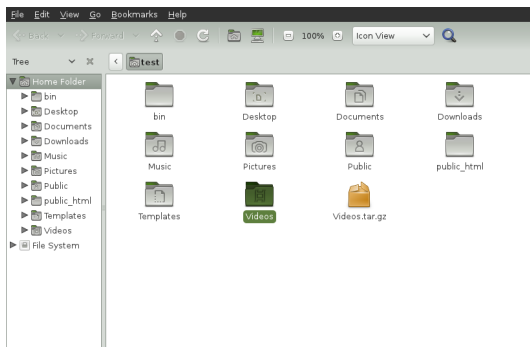 File Edit View Go Bookmarks Help
Back Forward 100% Icon View
Tree test
Home Folder
bin
Desktop
Documents
Downloads
Music
Pictures
Public
public_html
Templates
Videos
File System
bin Desktop Documents Downloads
Music Pictures Public public_html
Templates Videos Videos.tar.gz